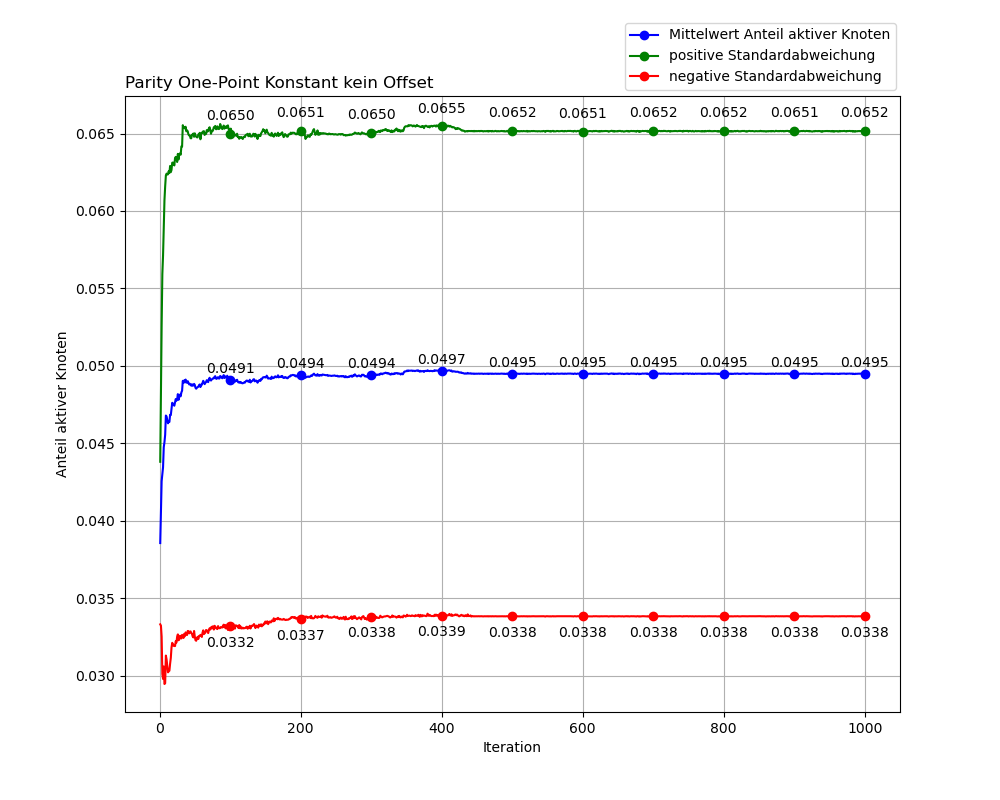 Mittelwert Anteil aktiver Knoten
positive Standardabweichung
negative Standardabweichung
Parity One-Point Konstant kein Offset
0.0650 0.0651 0.0650 0.0655 0.0652 0.0651 0.0652 0.0652 0.0651 0.0652
0.0491 0.0494 0.0494 0.0497 0.0495 0.0495 0.0495 0.0495 0.0495 0.0495
0.0332 0.0337 0.0338 0.0339 0.0338 0.0338 0.0338 0.0338 0.0338 0.0338
0.065
0.060
0.055
0.050
0.045
0.040
0.035
0.030
Anteil aktiver Knoten
0 200 400 600 800 1000
Iteration